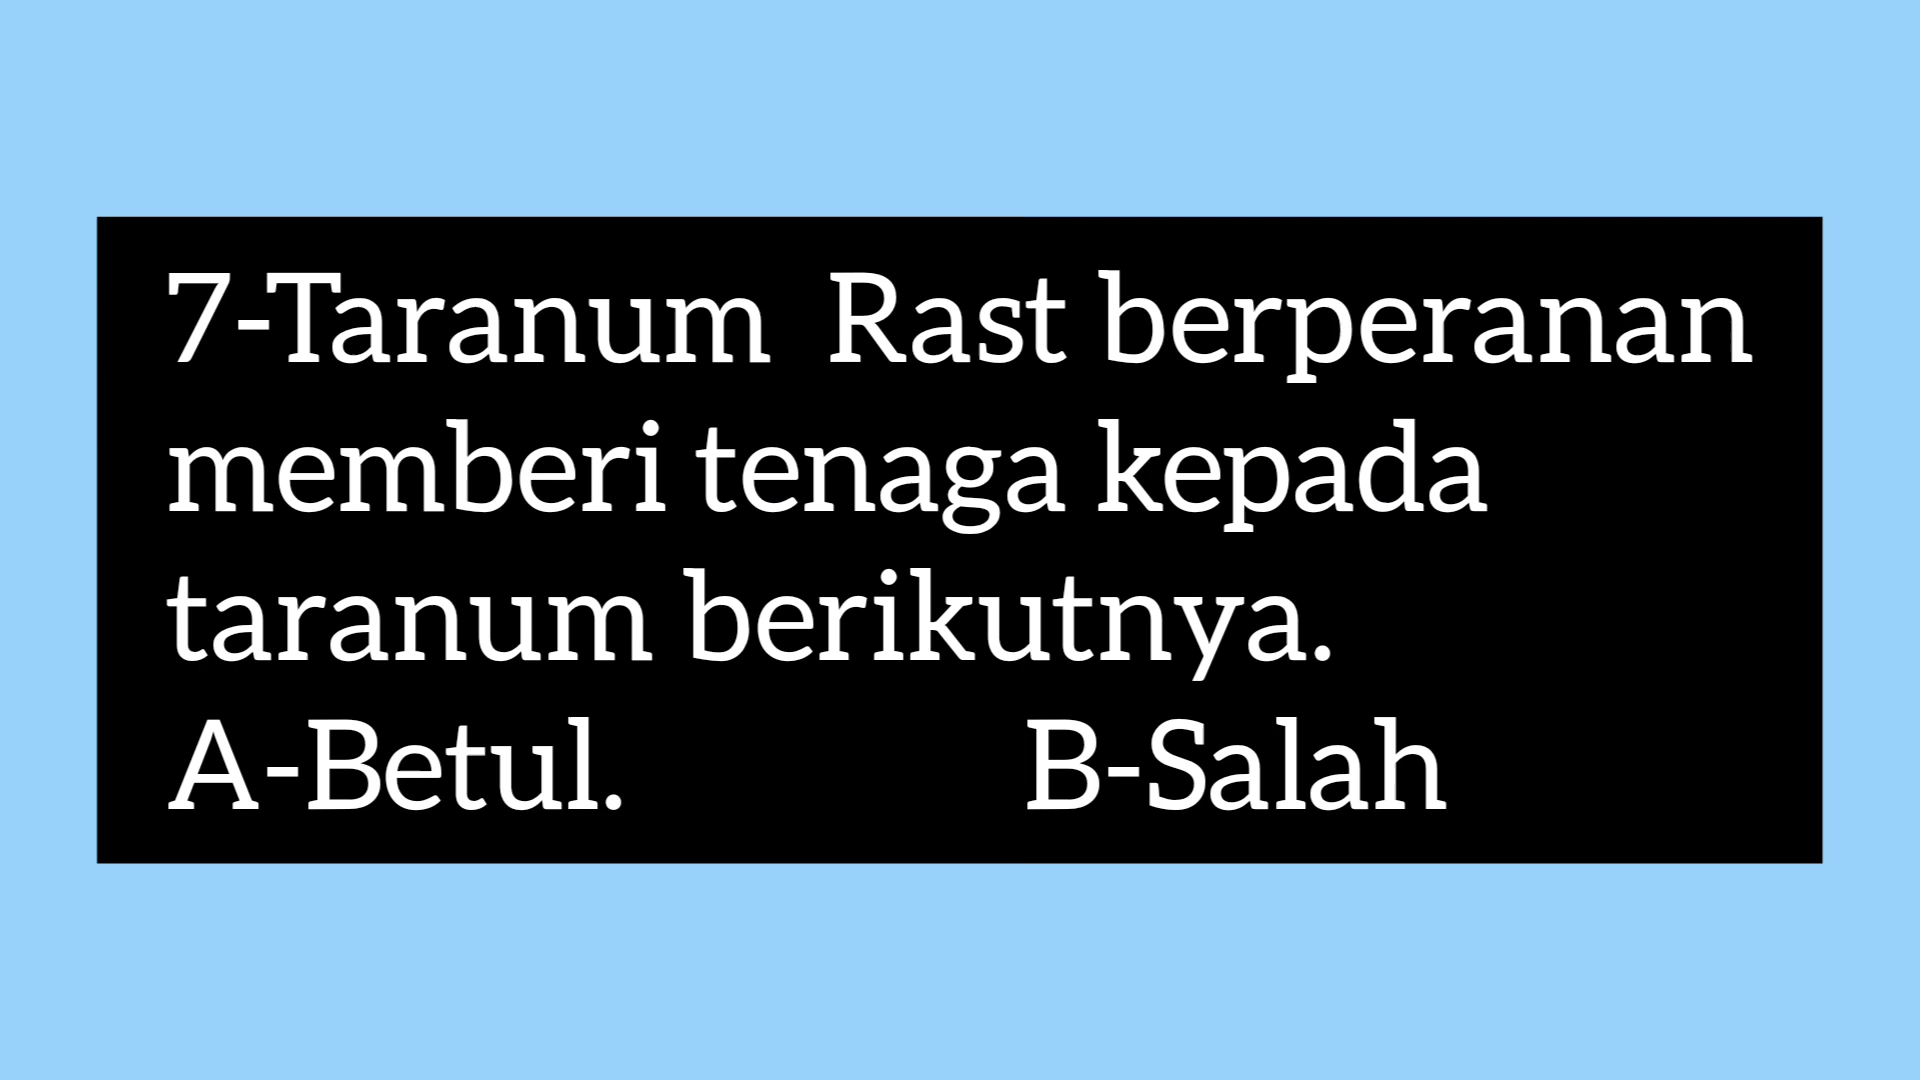 7-Taranum  Rast berperanan
memberi tenaga kepada
taranum berikutnya.
A-Betul.                B-Salah